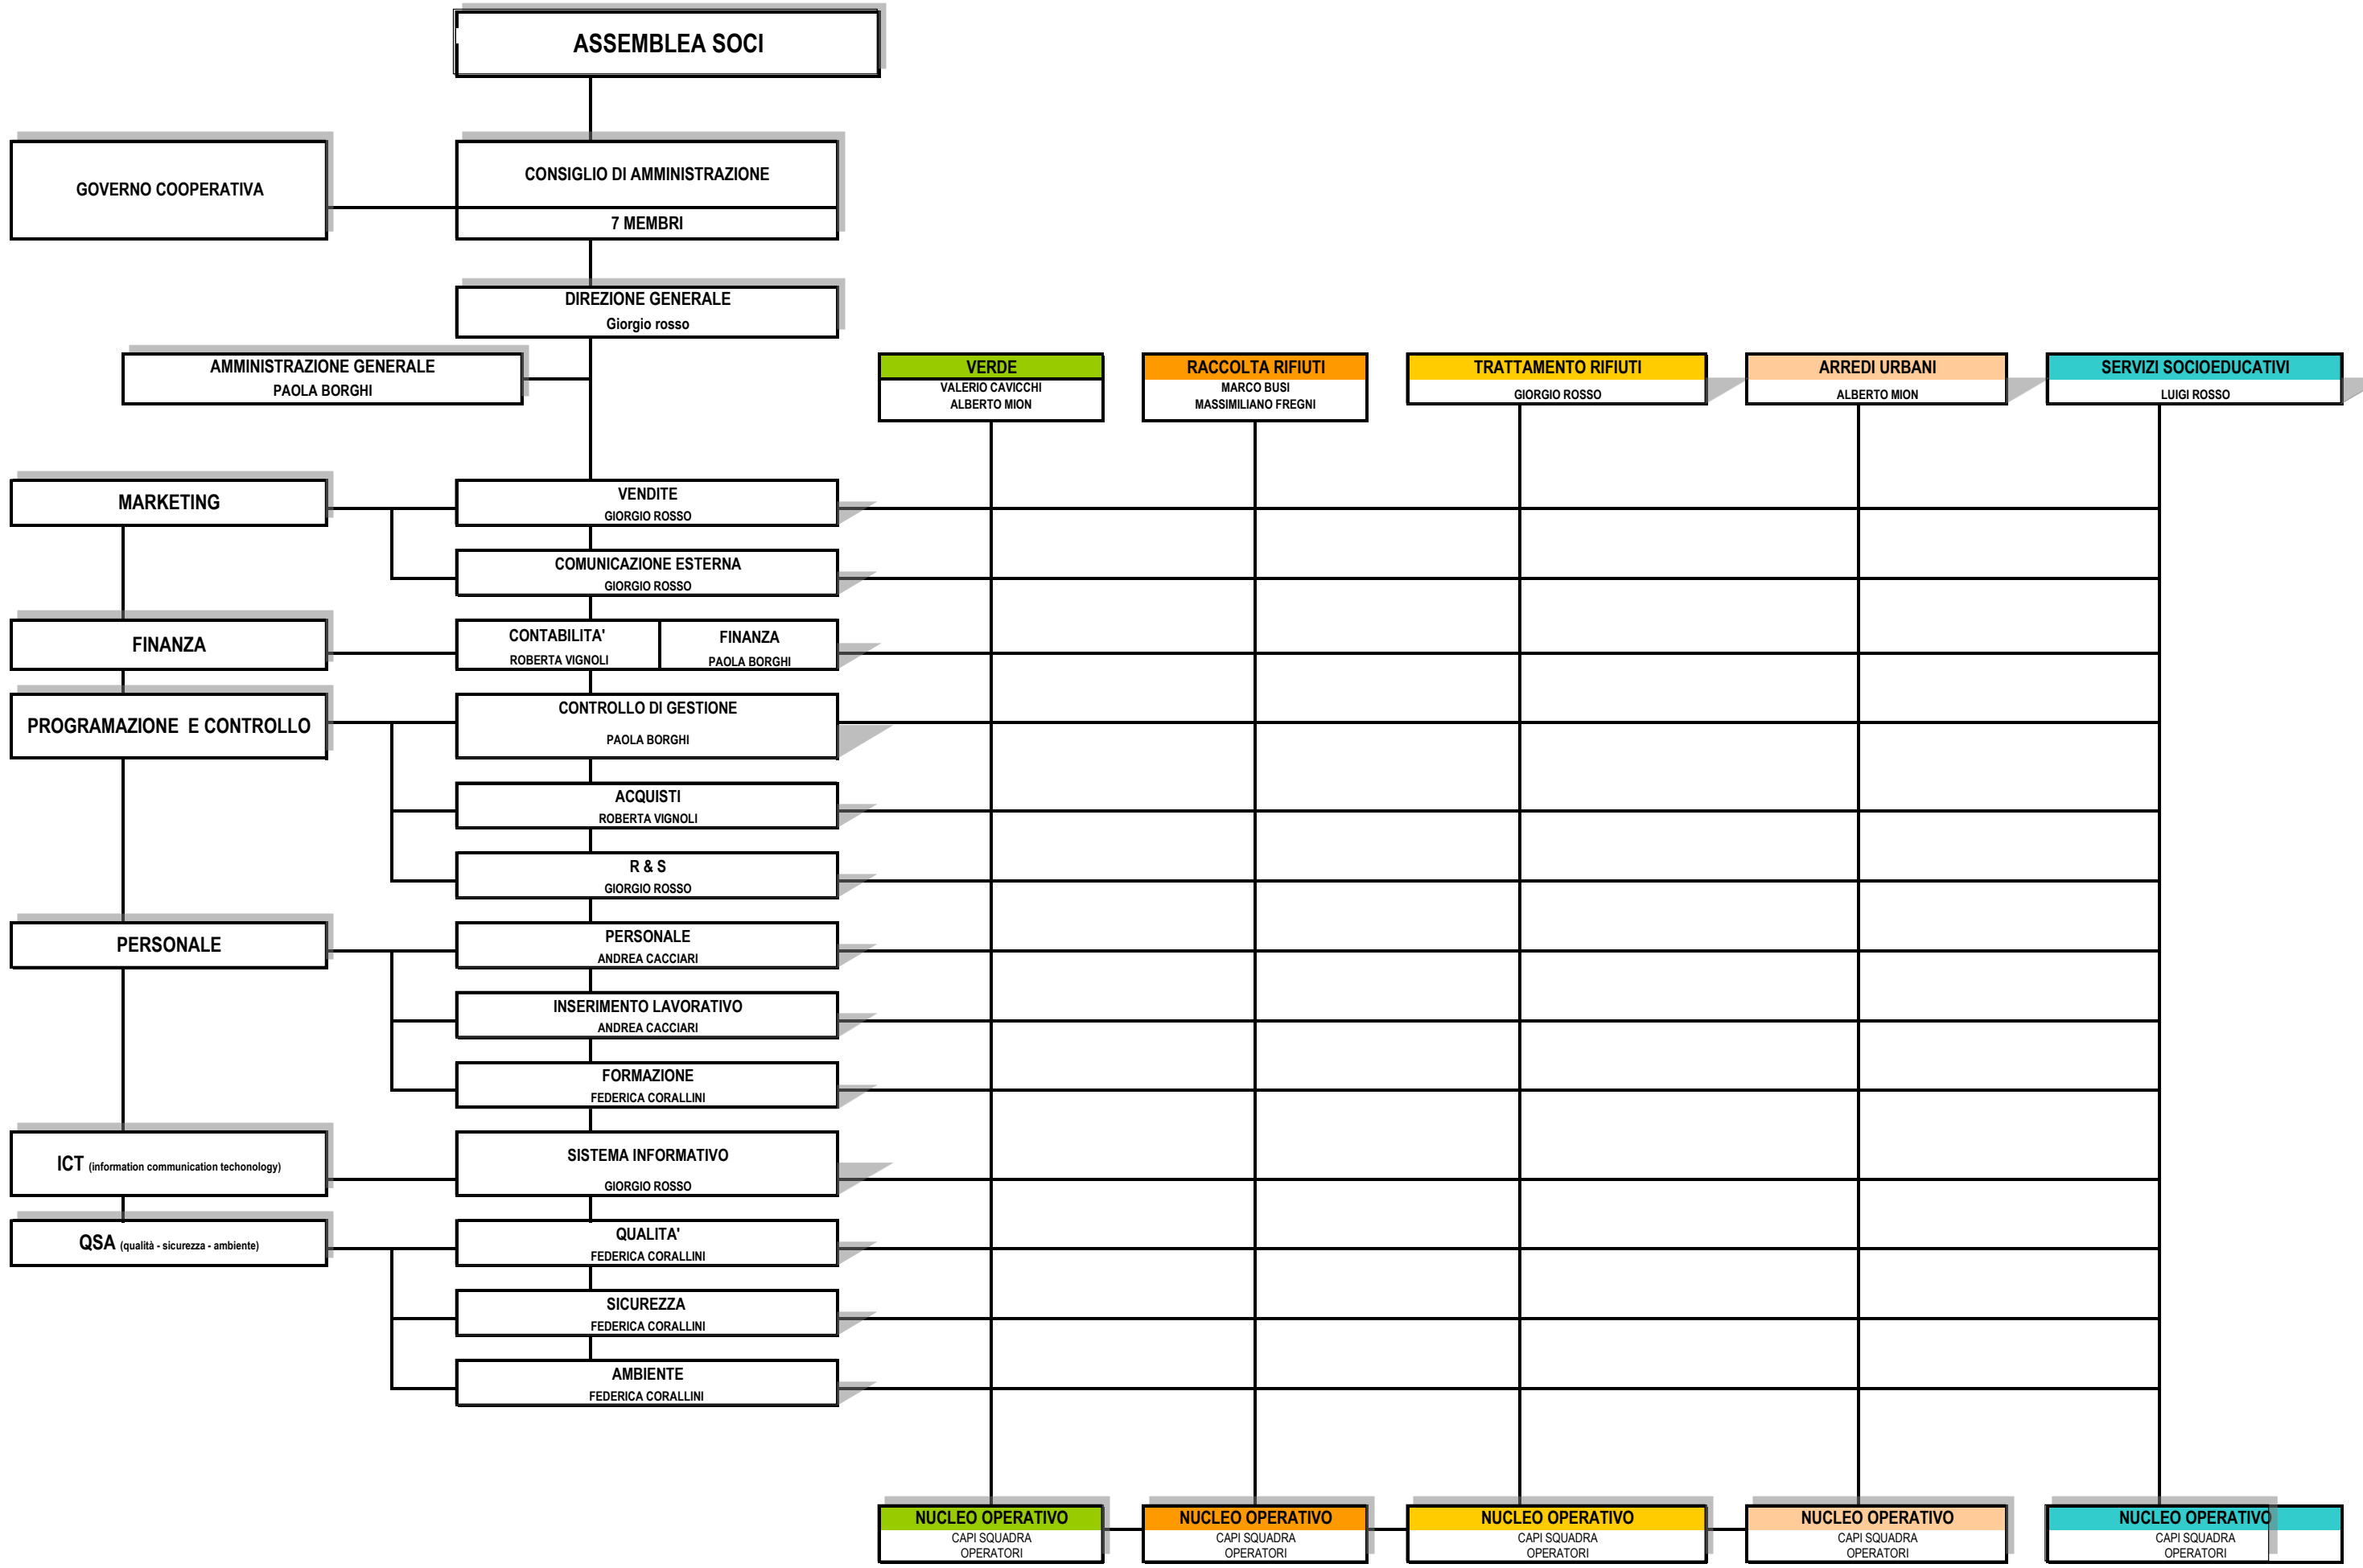 ASSEMBLEA SOCI
GOVERNO COOPERATIVA
CONSIGLIO DI AMMINISTRAZIONE
7 MEMBRI
DIREZIONE GENERALE
Giorgio rosso
AMMINISTRAZIONE GENERALE
PAOLA BORGHI
VERDE
VALERIO CAVICCHI
ALBERTO MION
RACCOLTA RIFIUTI
MARCO BUSI
MASSIMILIANO FREGNI
TRATTAMENTO RIFIUTI
GIORGIO ROSSO
ARREDI URBANI
ALBERTO MION
SERVIZI SOCIOEDUCATIVI
LUIGI ROSSO
MARKETING
VENDITE
GIORGIO ROSSO
COMUNICAZIONE ESTERNA
GIORGIO ROSSO
FINANZA
CONTABILITA'
ROBERTA VIGNOLI
FINANZA
PAOLA BORGHI
PROGRAMAZIONE E CONTROLLO
CONTROLLO DI GESTIONE
PAOLA BORGHI
ACQUISTI
ROBERTA VIGNOLI
R & S
GIORGIO ROSSO
PERSONALE
PERSONALE
ANDREA CACCIARI
INSERIMENTO LAVORATIVO
ANDREA CACCIARI
FORMAZIONE
FEDERICA CORALLINI
ICT (information communication techonology)
SISTEMA INFORMATIVO
GIORGIO ROSSO
QSA (qualità - sicurezza - ambiente)
QUALITA'
FEDERICA CORALLINI
SICUREZZA
FEDERICA CORALLINI
AMBIENTE
FEDERICA CORALLINI
NUCLEO OPERATIVO
CAPI SQUADRA
OPERATORI
NUCLEO OPERATIVO
CAPI SQUADRA
OPERATORI
NUCLEO OPERATIVO
CAPI SQUADRA
OPERATORI
NUCLEO OPERATIVO
CAPI SQUADRA
OPERATORI
NUCLEO OPERATIVO
CAPI SQUADRA
OPERATORI